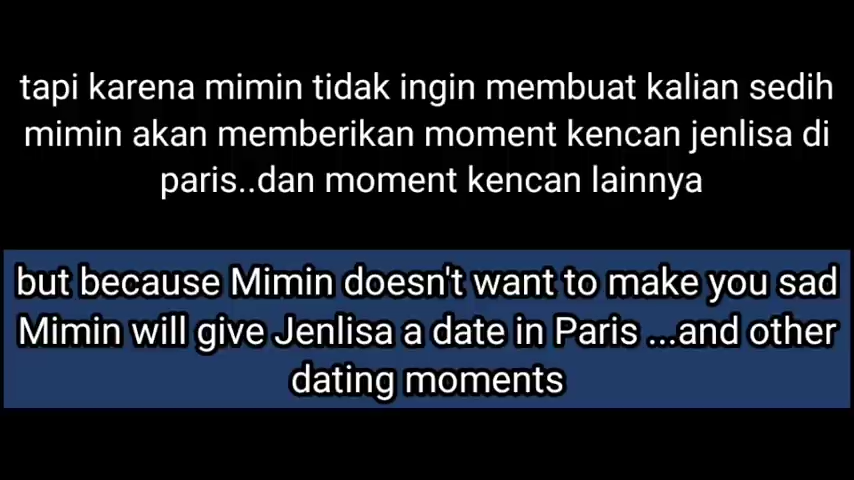 tapi karena mimin tidak ingin membuat kalian sedih
mimin akan memberikan moment kencan jenlisa di
paris..dan moment kencan lainnya
but because Mimin doesn't want to make you sad
Mimin will give Jenlisa a date in Paris ...and other
dating moments